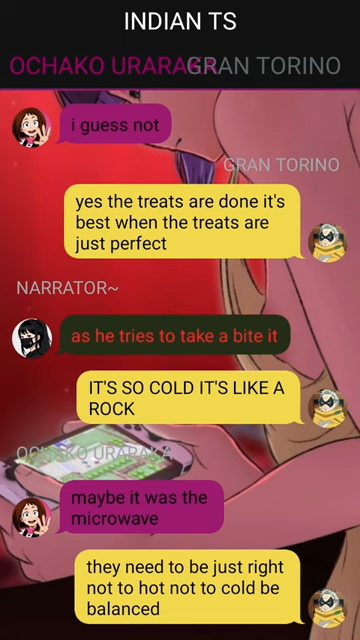 INDIAN TS
OCHAKO URARAKA GRAN TORINO
i guess not
GRAN TORINO
yes the treats are done it's
best when the treats are
just perfect
NARRATOR~
as he tries to take a bite it
IT'S SO COLD IT'S LIKE A
ROCK
OCHAKO URARAKA
maybe it was the
microwave
they need to be just right
not to hot not to cold be
balanced